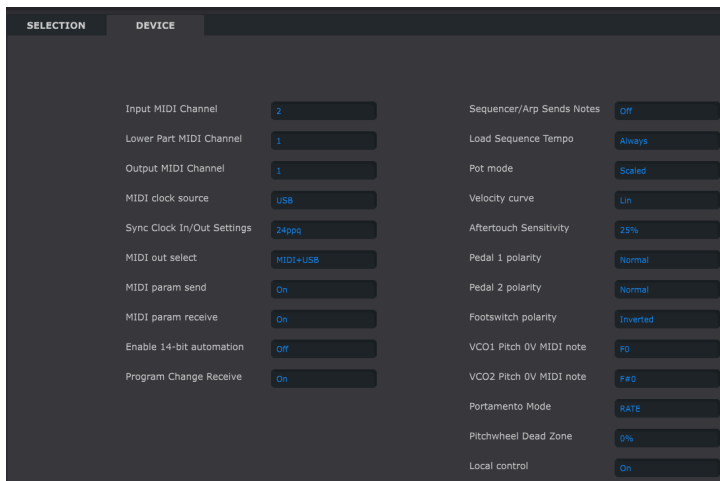 SELECTION DEVICE
Input MIDI Channel 2 Sequencer/Arp Sends Notes Off
Lower Part MIDI Channel 1 Load Sequence Tempo Always
Output MIDI Channel 1 Pot mode Scaled
MIDI clock source USB Velocity curve Lin
Sync Clock In/Out Settings 24ppq Aftertouch Sensitivity 25%
MIDI out select MIDI+USB Pedal 1 polarity Normal
MIDI param send On Pedal 2 polarity Normal
MIDI param receive On Footswitch polarity Inverted
Enable 14-bit automation Off VCO1 Pitch 0V MIDI note F0
Program Change Receive On VCO2 Pitch 0V MIDI note F#0
Portamento Mode RATE
Pitchwheel Dead Zone 0%
Local control On